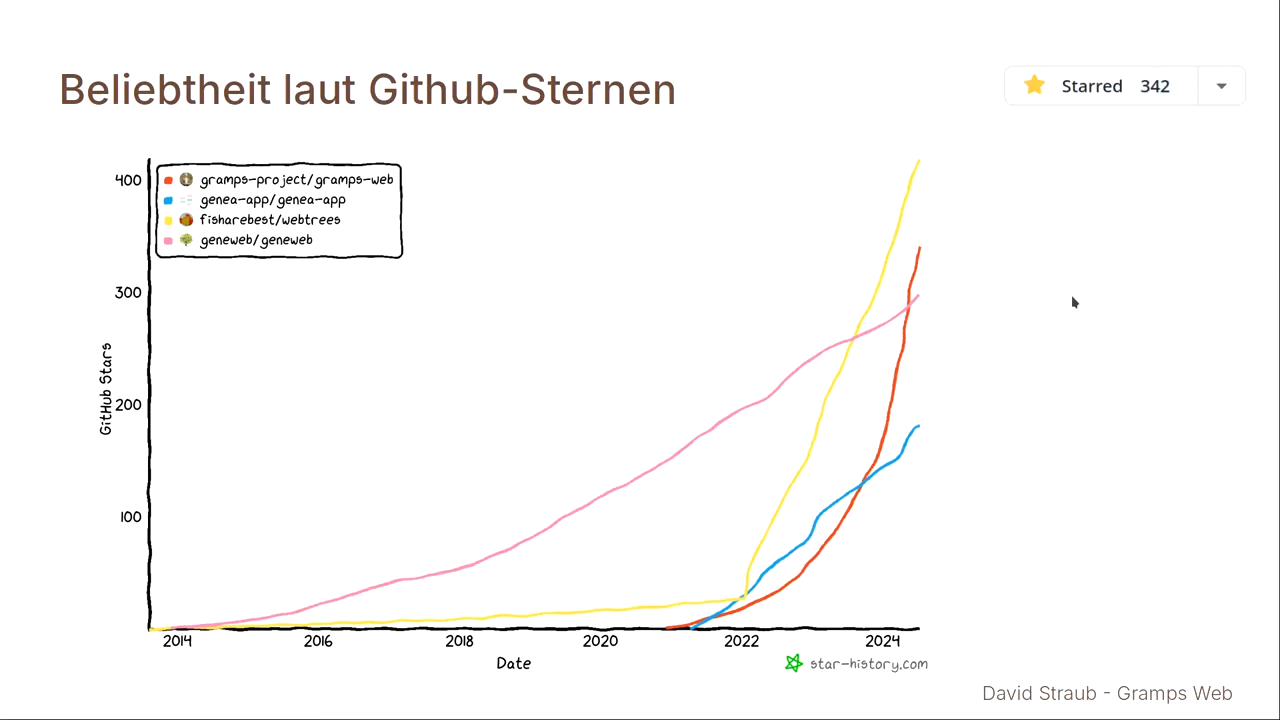 Beliebtheit laut Github-Sternen
Starred 342
gramps-project/gramps-web
genea-app/genea-app
fisharebest/webtrees
geneweb/geneweb
400
300
200
100
GitHub Stars
2014 2016 2018 2020 2022 2024
Date
star-history.com
David Straub - Gramps Web